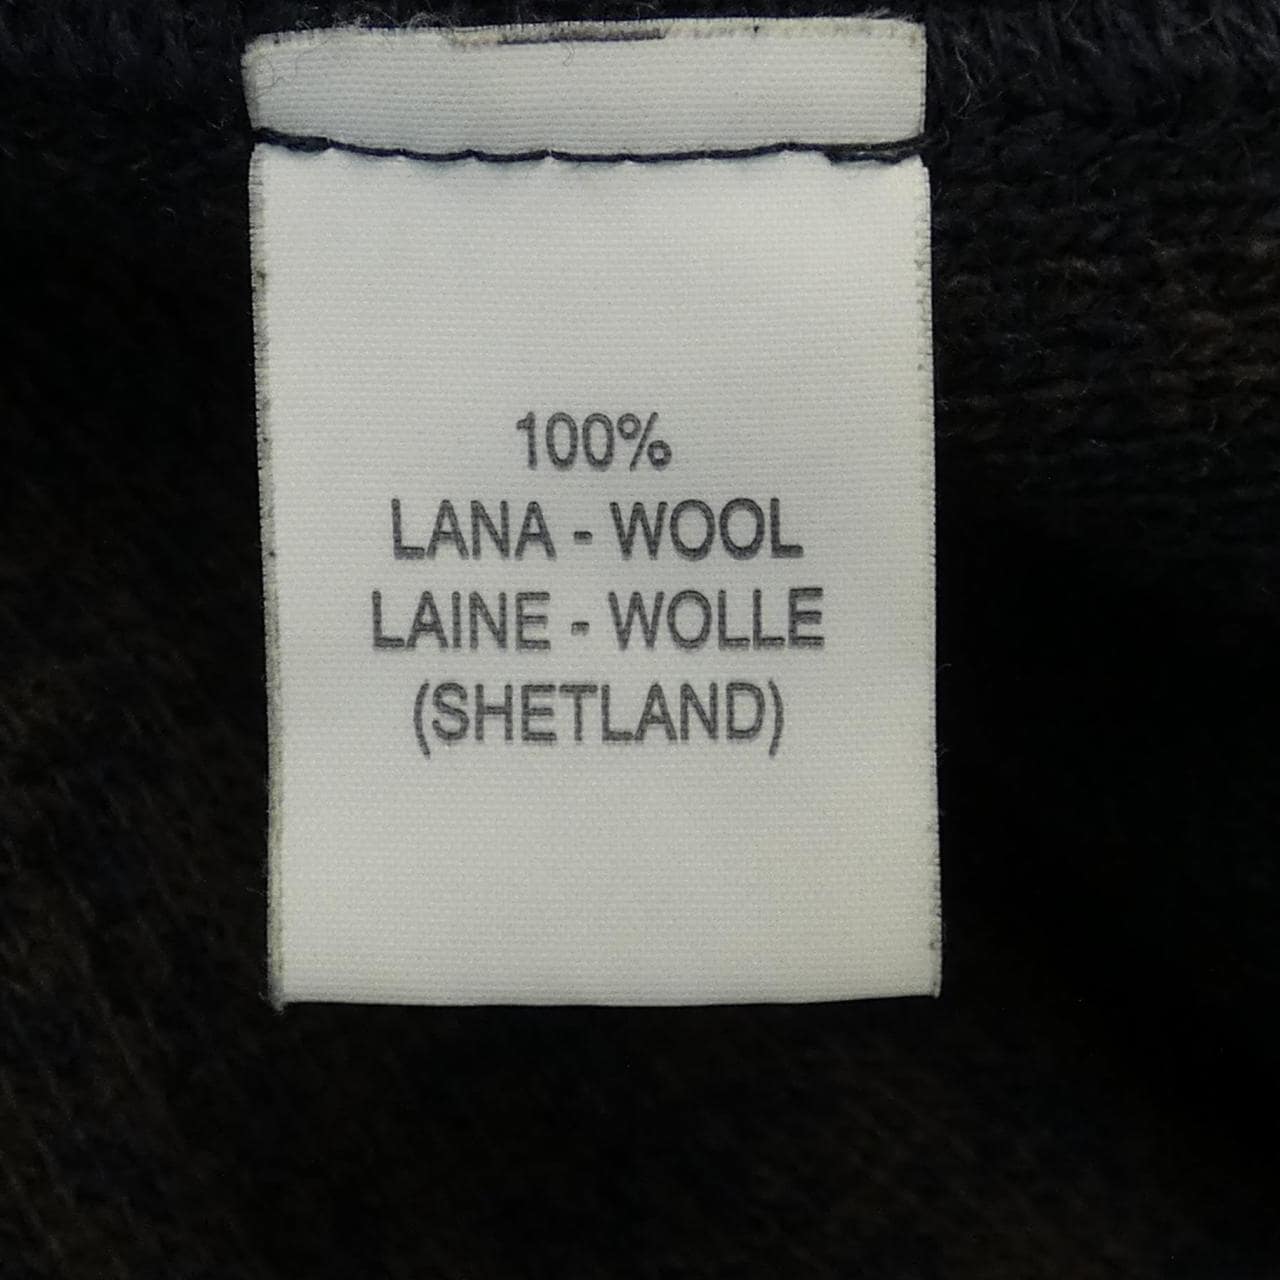 100%
LANA - WOOL
LAINE - WOLLE
(SHETLAND)